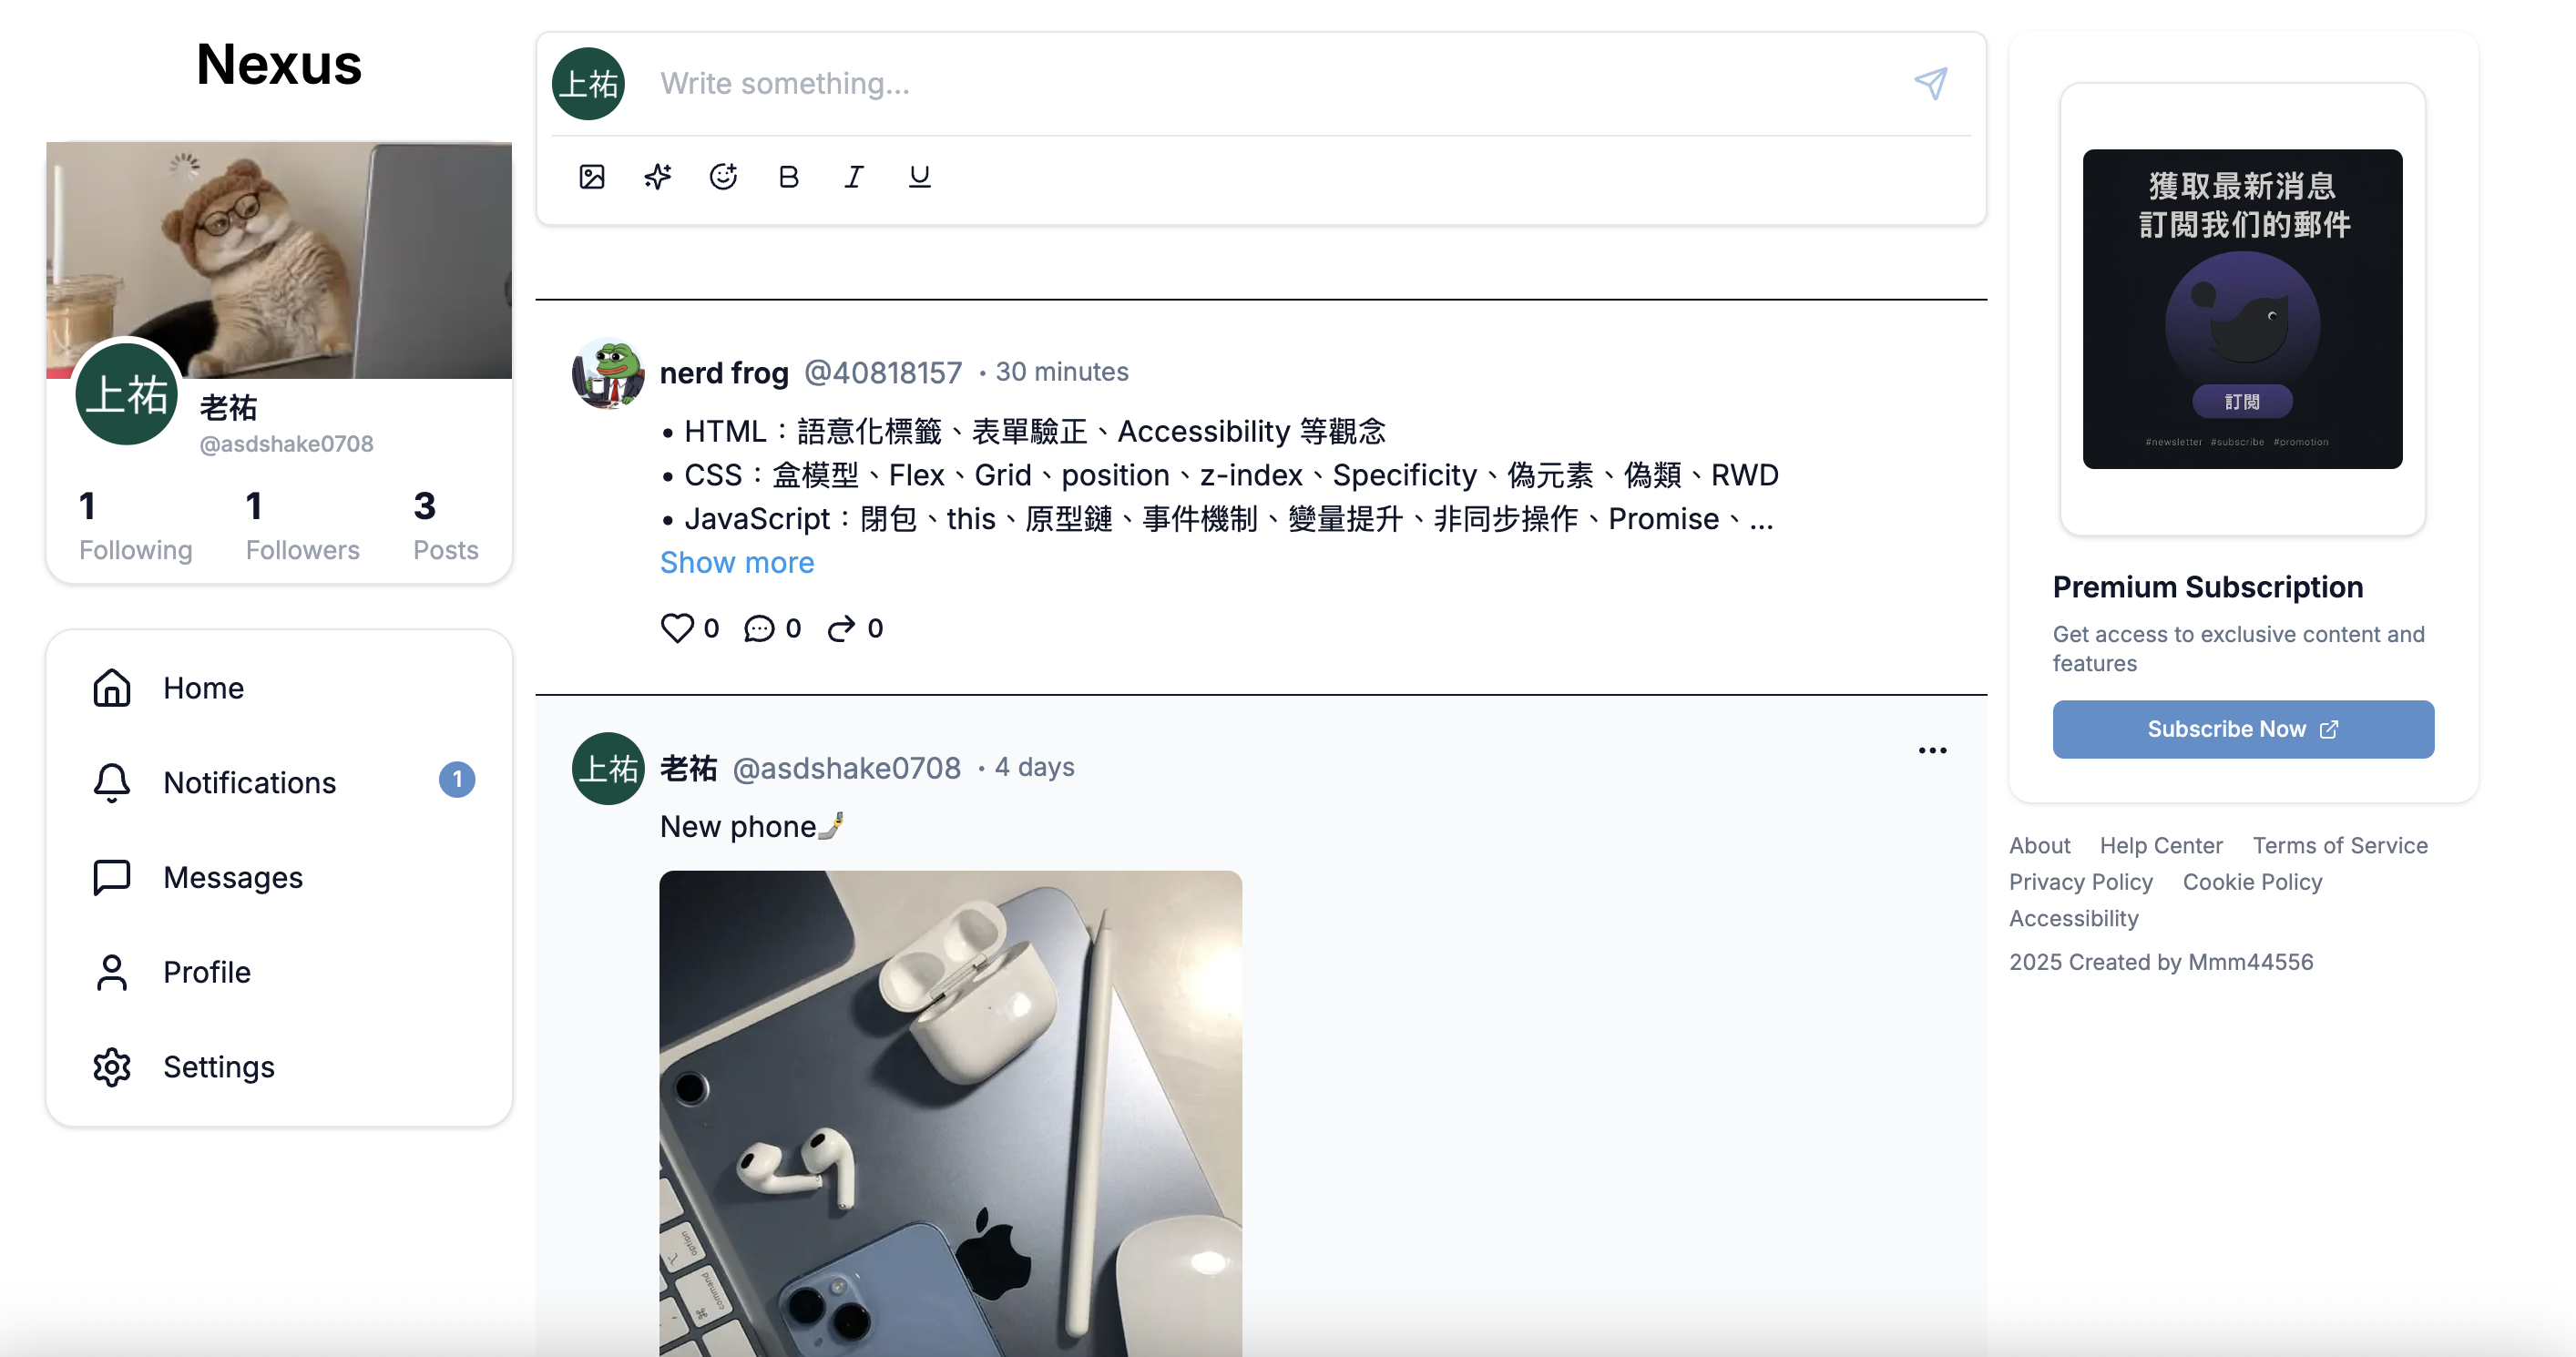 Nexus
上祐
老祐
@asdshake0708
1
Following
1
Followers
3
Posts
Home
Notifications
1
Messages
Profile
Settings
上祐
Write something...
B
I
U
nerd frog @40818157 · 30 minutes
• HTML：語意化標籤、表單驗正、Accessibility 等觀念
• CSS：盒模型、Flex、Grid、position、z-index、Specificity、偽元素、偽類、RWD
• JavaScript：閉包、this、原型鏈、事件機制、變量提升、非同步操作、Promise、...
Show more
0
0
0
上祐
老祐 @asdshake0708 · 4 days
New phone🤳
option
command
獲取最新消息
訂閱我们的郵件
訂閱
#newsletter #subscribe #promotion
Premium Subscription
Get access to exclusive content and
features
Subscribe Now
About Help Center Terms of Service
Privacy Policy Cookie Policy
Accessibility
2025 Created by Mmm44556